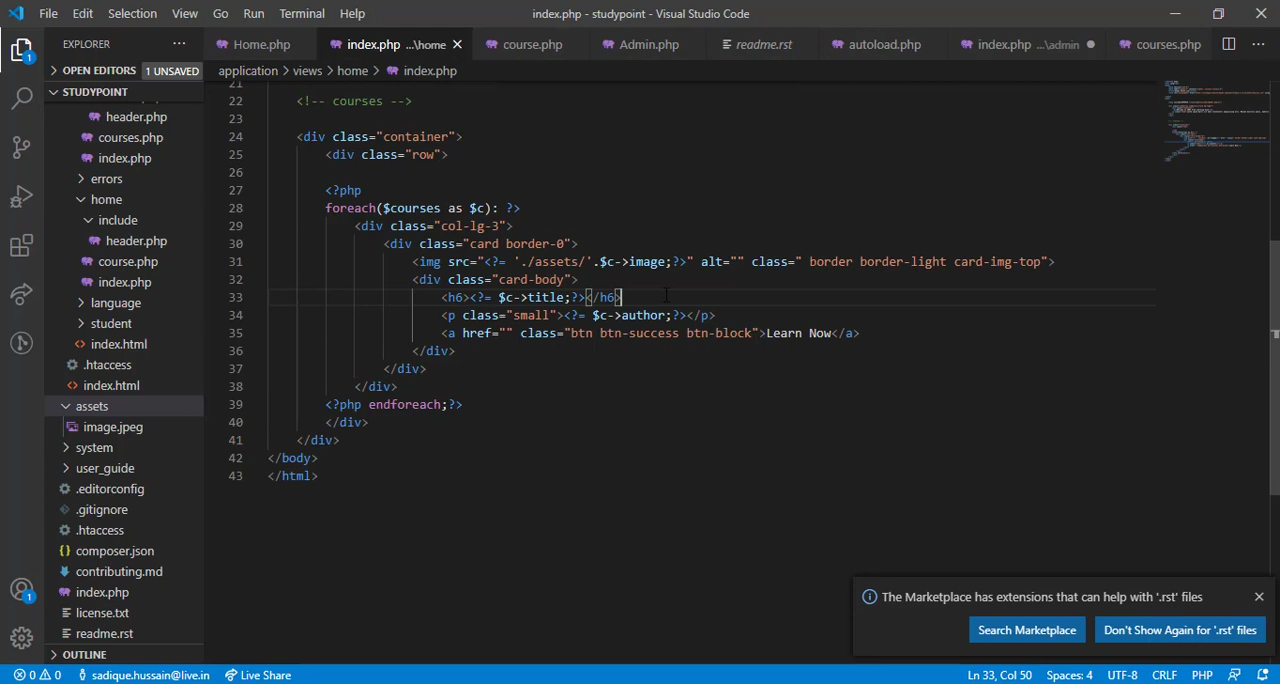 File Edit Selection View Go Run Terminal Help index.php - studypoint - Visual Studio Code
EXPLORER
Home.php index.php ...\home course.php Admin.php readme.rst autoload.php index.php ...\admin courses.php
OPEN EDITORS 1 UNSAVED
application > views > home > index.php
STUDYPOINT
header.php
courses.php
index.php
errors
home
include
header.php
course.php
index.php
language
student
index.html
.htaccess
index.html
assets
image.jpeg
system
user_guide
.editorconfig
.gitignore
.htaccess
composer.json
contributing.md
index.php
license.txt
readme.rst
OUTLINE
21
22 <!-- courses -->
23
24 <div class="container">
25 <div class="row">
26
27 <?php
28 foreach($courses as $c): ?>
29 <div class="col-lg-3">
30 <div class="card border-0">
31 <img src="<?= './assets/'.$c->image;?>" alt="" class=" border border-light card-img-top">
32 <div class="card-body">
33 <h6><?= $c->title;?></h6>
34 <p class="small"><?= $c->author;?></p>
35 <a href="" class="btn btn-success btn-block">Learn Now</a>
36 </div>
37 </div>
38 </div>
39 <?php endforeach;?>
40 </div>
41 </div>
42 </body>
43 </html>
The Marketplace has extensions that can help with '.rst' files
Search Marketplace Don't Show Again for '.rst' files
1
1
0 0 sadique.hussain@live.in Live Share Ln 33, Col 50 Spaces: 4 UTF-8 CRLF PHP